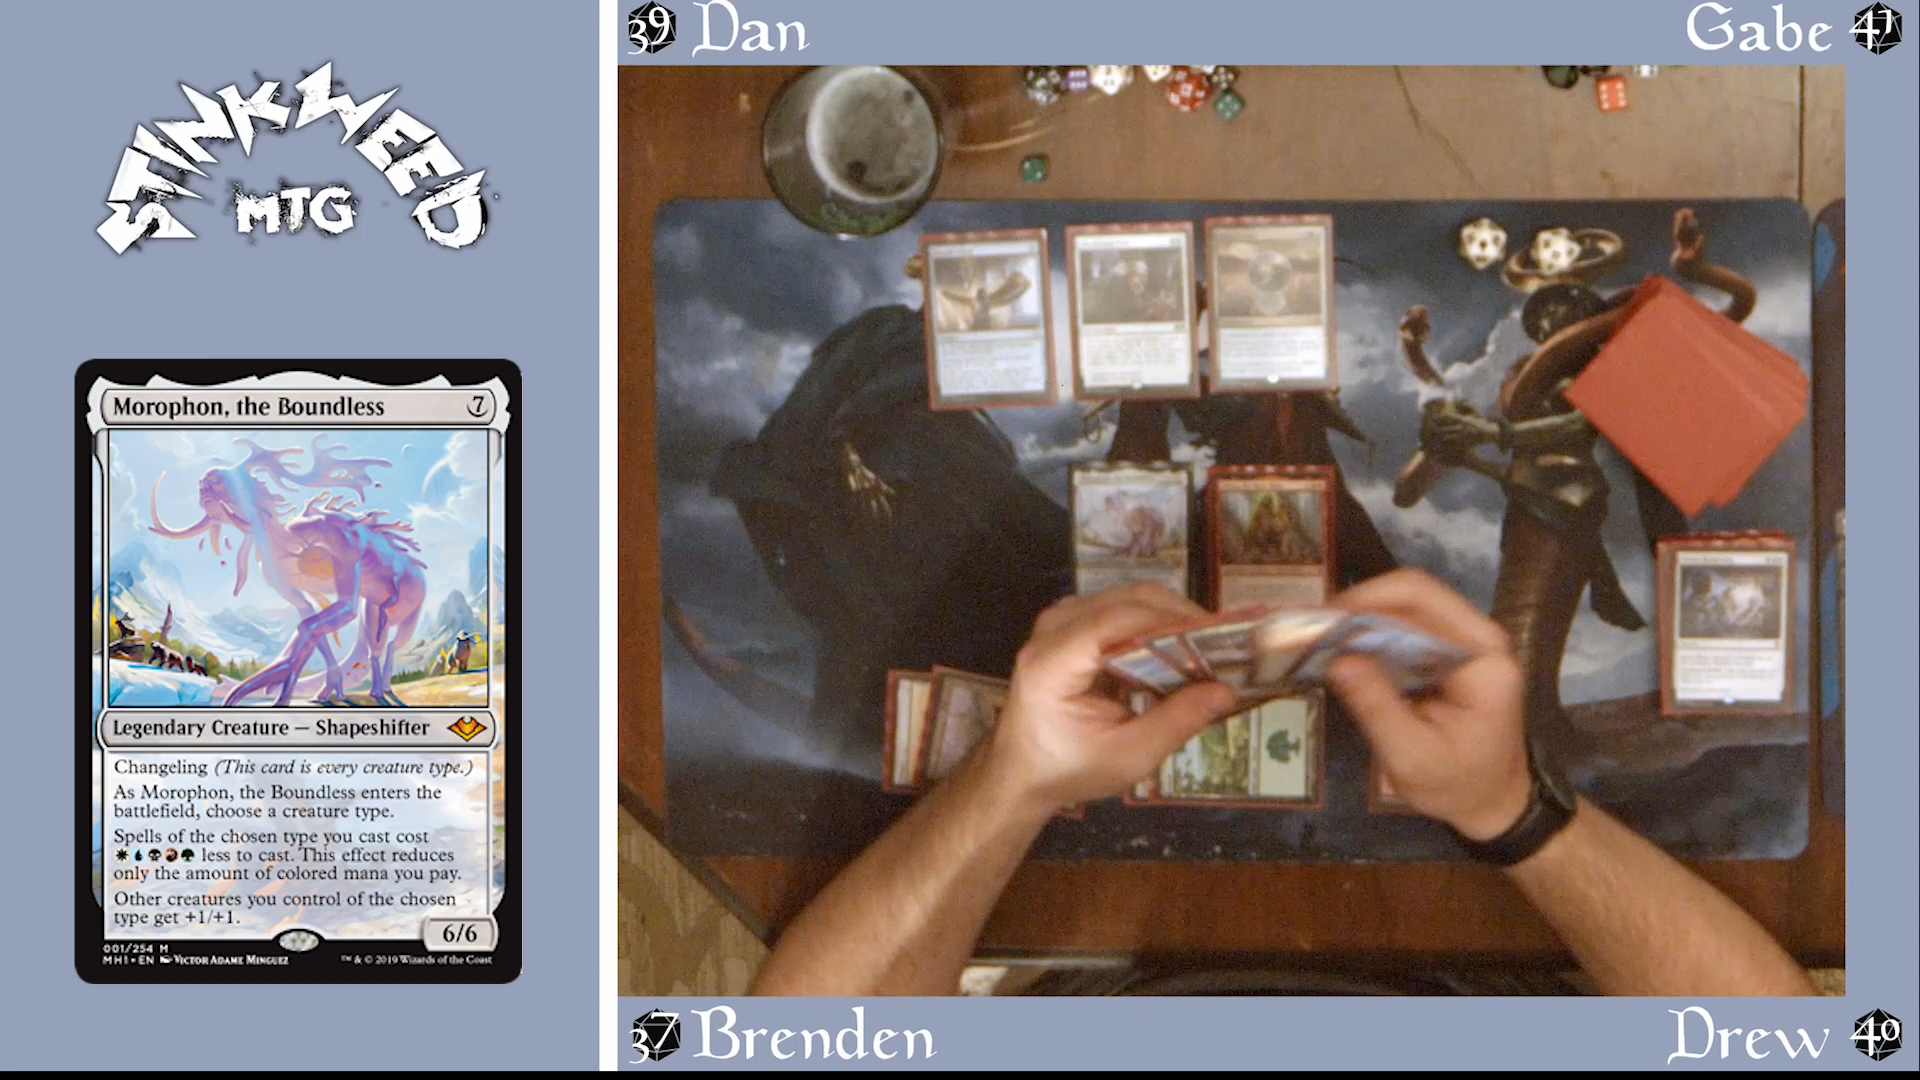 STINKWEED
MTG
39 Dan
Gabe 41
Morophon, the Boundless 7
Legendary Creature — Shapeshifter
Changeling (This card is every creature type.)
As Morophon, the Boundless enters the
battlefield, choose a creature type.
Spells of the chosen type you cast cost
less to cast. This effect reduces
only the amount of colored mana you pay.
Other creatures you control of the chosen
type get +1/+1.
6/6
001/254 M
MH1 • EN VICTOR ADAME MINGUEZ
™ & © 2019 Wizards of the Coast
37 Brenden
Drew 40